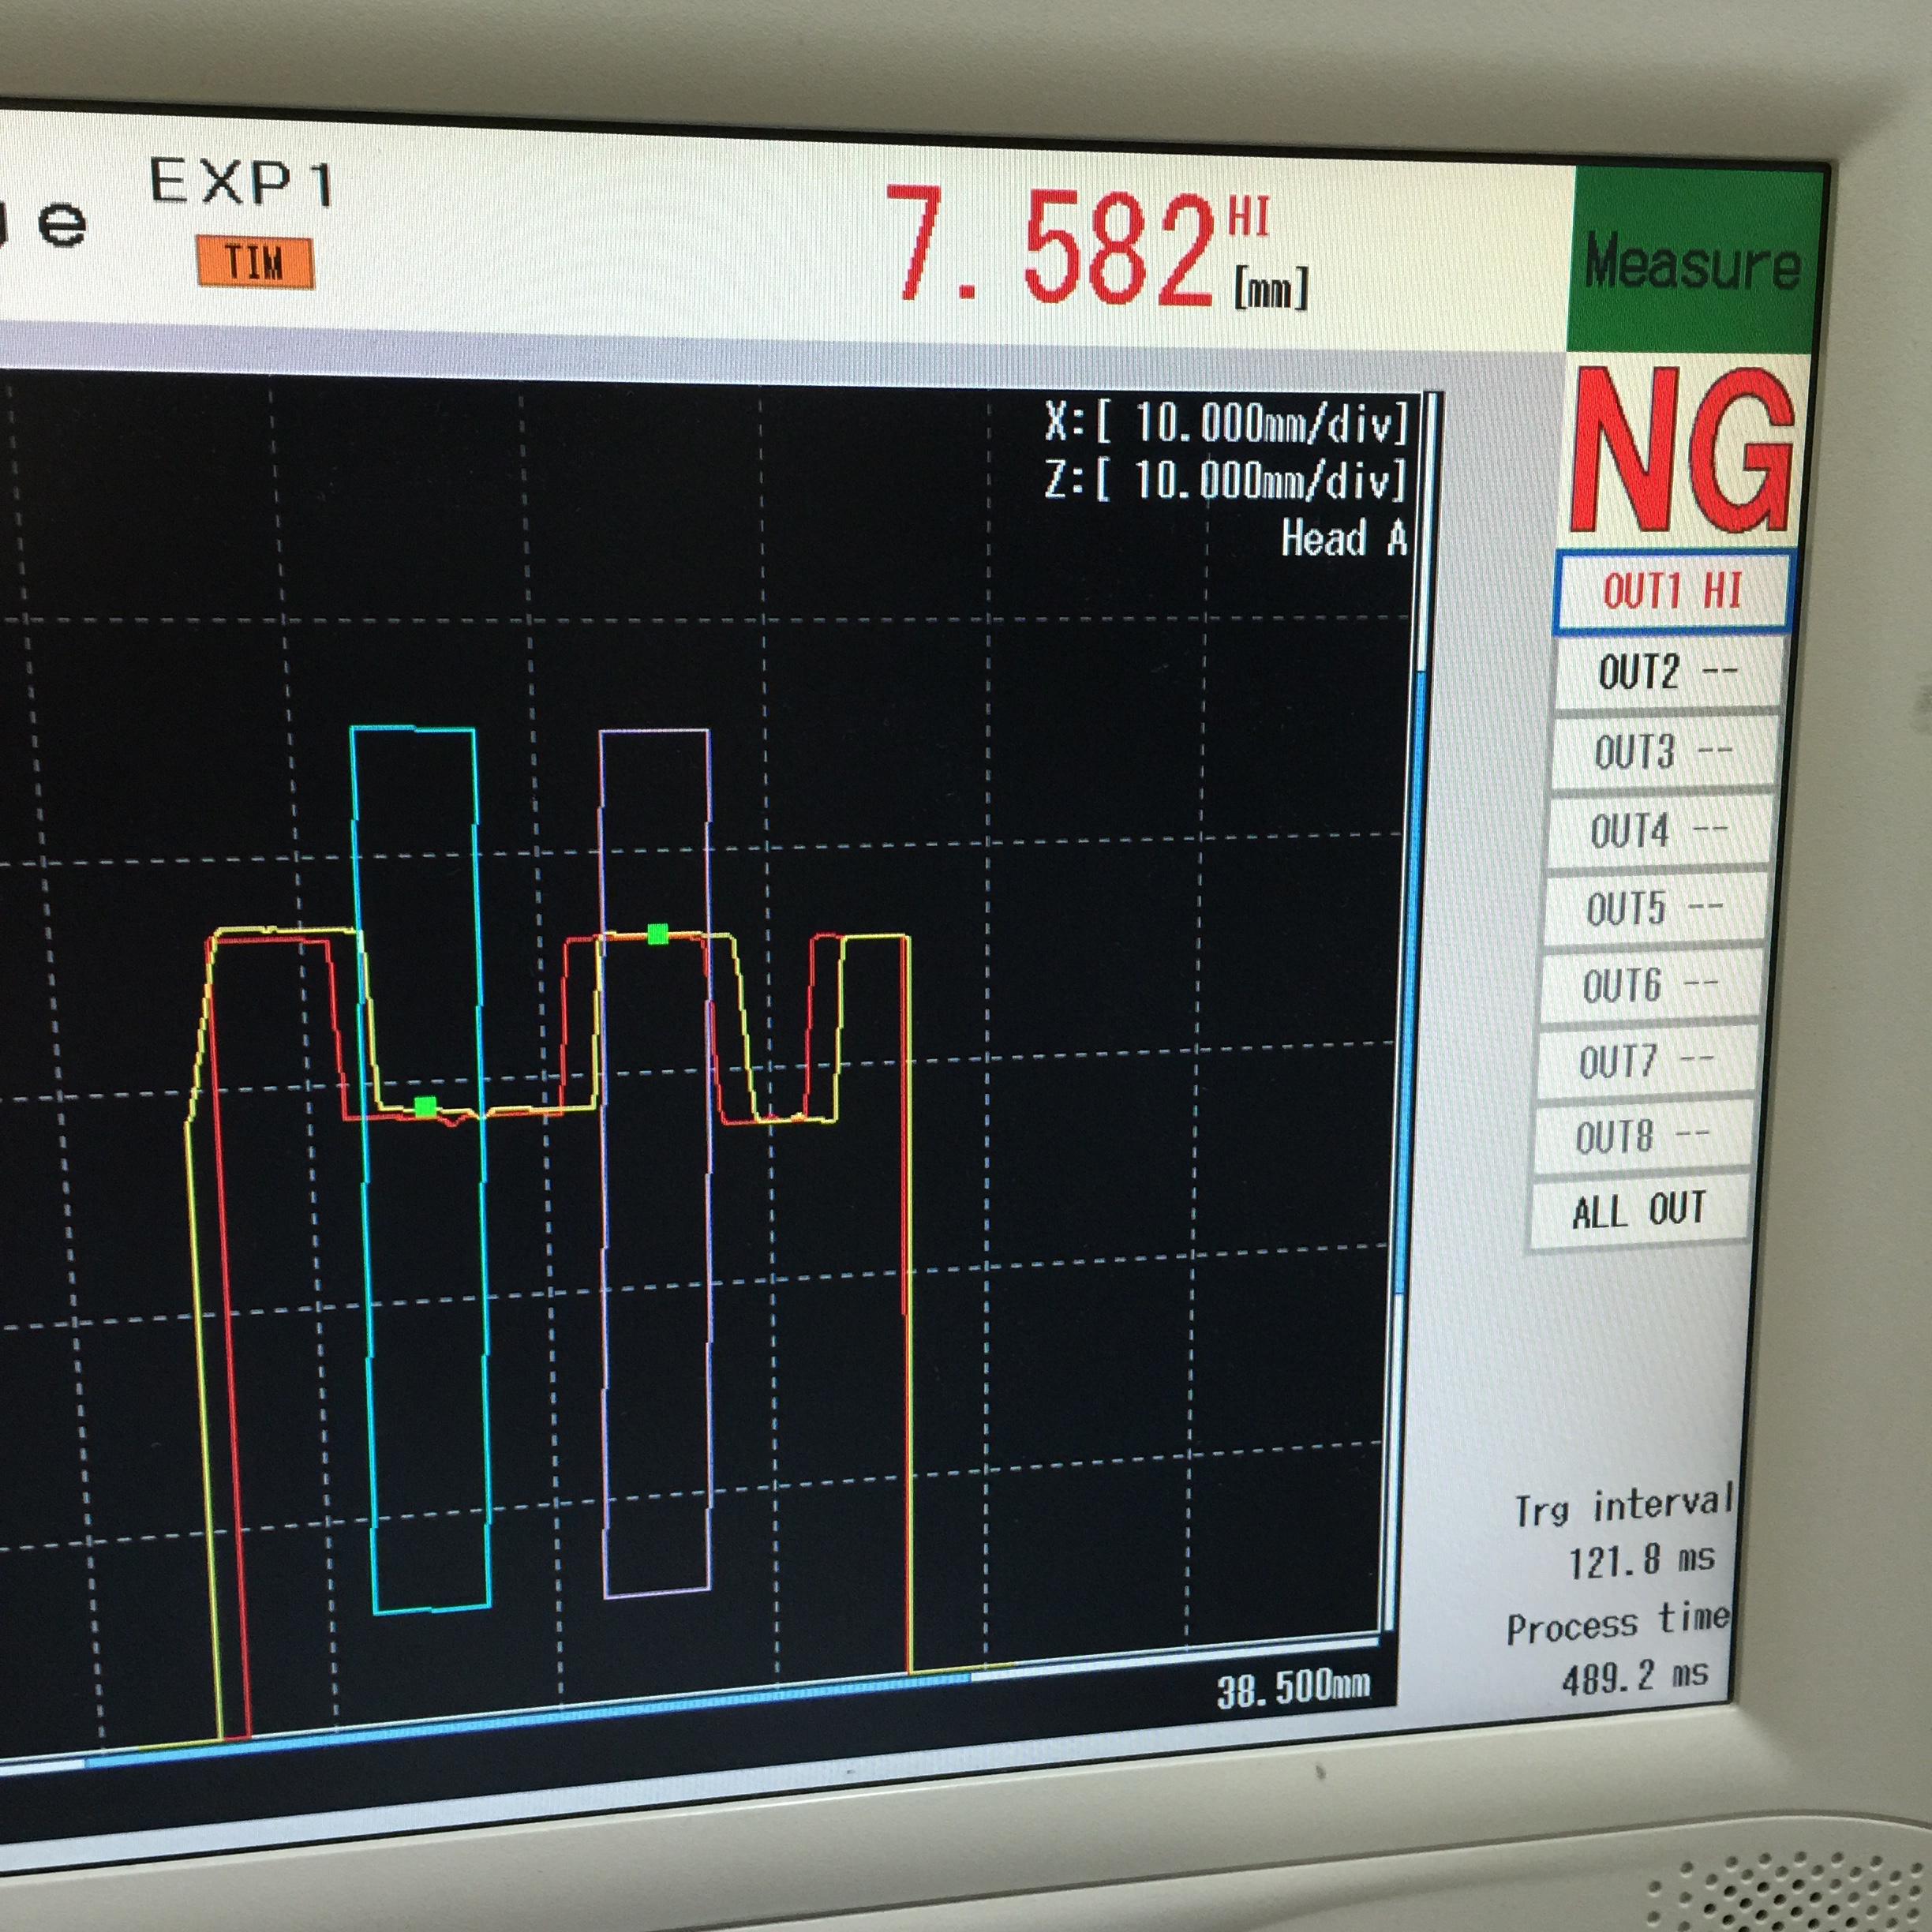 e
EXP1
TIM
7.582 HI
[mm]
Measure
NG
X:[ 10.000mm/div]
Z:[ 10.000mm/div]
Head A
OUT1 HI
OUT2 --
OUT3 --
OUT4 --
OUT5 --
OUT6 --
OUT7 --
OUT8 --
ALL OUT
Trg interval
121.8 ms
Process time
489.2 ms
38.500mm